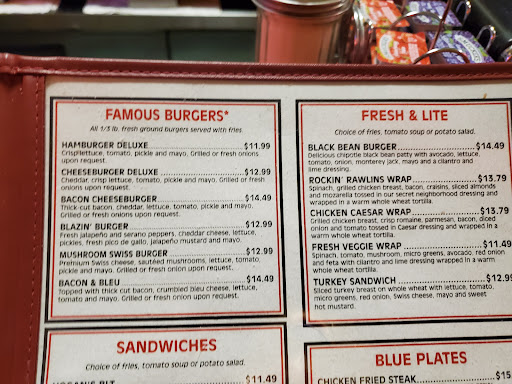 FAMOUS BURGERS*
All 1/3 lb. fresh ground burgers served with fries
HAMBURGER DELUXE $11.99
Crisp lettuce, tomato, pickle and mayo. Grilled or fresh onions
upon request.
CHEESEBURGER DELUXE $12.99
Cheddar, crisp lettuce, tomato, pickle and mayo. Grilled or fresh
onions upon request.
BACON CHEESEBURGER $14.49
Thick-cut bacon, cheddar, lettuce, tomato, pickle and mayo.
Grilled or fresh onions upon request.
BLAZIN' BURGER $12.99
Fresh jalapeño and serano peppers, cheddar cheese, lettuce,
pickles, fresh pico de gallo, jalapeño mustard and mayo.
MUSHROOM SWISS BURGER $12.99
Premium Swiss cheese, sautéed mushrooms, lettuce, tomato,
pickle and mayo. Grilled or fresh onion upon request.
BACON & BLEU $14.49
Topped with thick cut bacon, crumbled bleu cheese, lettuce,
tomato and mayo. Grilled or fresh onion upon request.
SANDWICHES
Choice of fries, tomato soup or potato salad.
BLT $11.49
FRESH & LITE
Choice of fries, tomato soup or potato salad.
BLACK BEAN BURGER $14.49
Delicious chipotle black bean patty with avocado, lettuce,
tomato, onion, monterey jack, mayo and a cilantro and
lime dressing.
ROCKIN' RAWLINS WRAP $13.79
Spinach, grilled chicken breast, bacon, craisins, sliced almonds
and mozarella tossed in our secret neighborhood dressing and
wrapped in a warm whole wheat tortilla.
CHICKEN CAESAR WRAP $13.79
Grilled chicken breast, crisp romaine, parmesan, bacon, diced
onion and tomato tossed in Caesar dressing and wrapped in a
warm whole wheat tortilla.
FRESH VEGGIE WRAP $11.49
Spinach, tomato, mushroom, micro greens, avocado, red onion
and feta with cilantro and lime dressing wrapped in a warm
whole wheat tortilla.
TURKEY SANDWICH $12.99
Sliced turkey breast on whole wheat with lettuce, tomato,
micro greens, red onion, Swiss cheese, mayo and sweet
hot mustard.
BLUE PLATES
CHICKEN FRIED STEAK $15